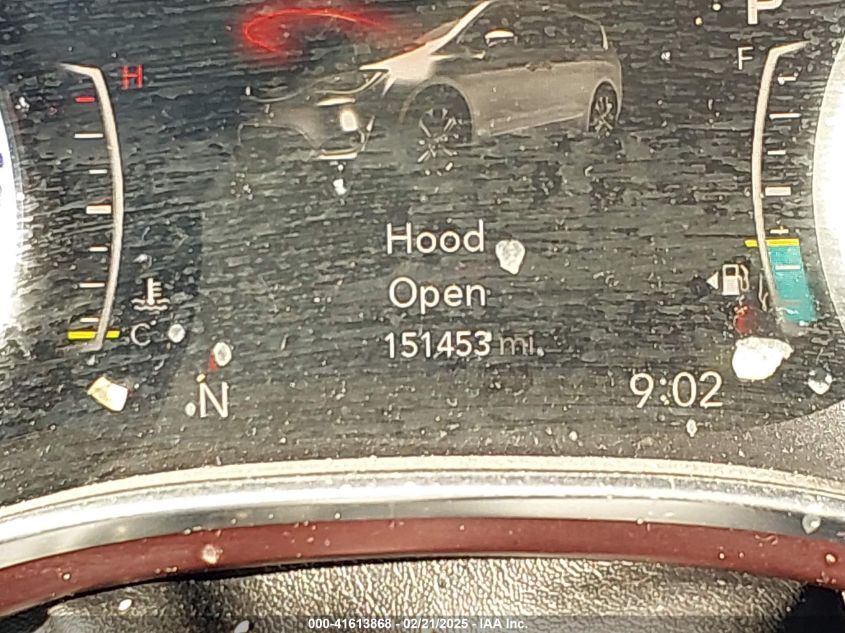 P
H
F
Hood
Open
151453 mi.
C
N
9:02
000-41613868 - 02/21/2025 - IAA Inc.